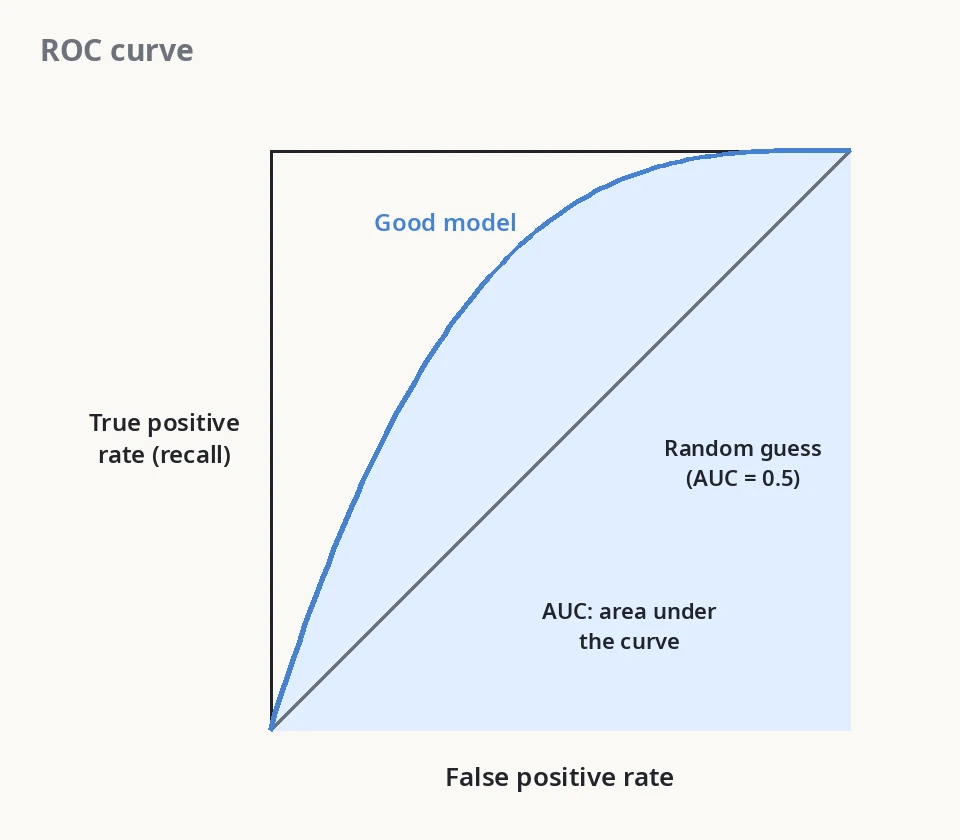 ROC curve
Good model
True positive
rate (recall)
Random guess
(AUC = 0.5)
AUC: area under
the curve
False positive rate